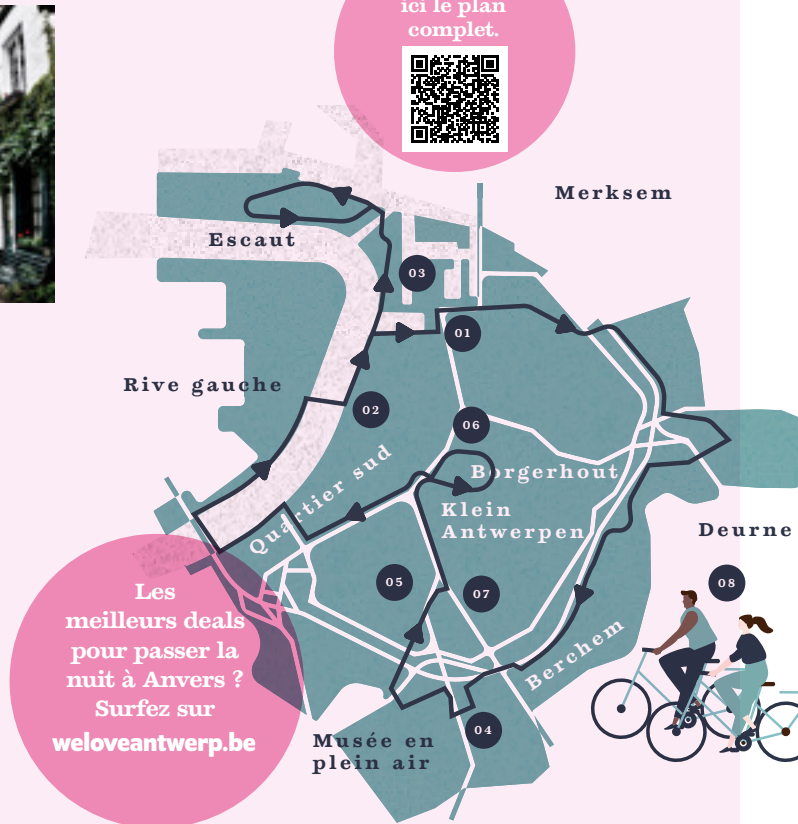 ici le plan
complet.
Merksem
Escaut
03
01
Rive gauche
02
06
Quartier sud
Borgerhout
Klein
Antwerpen
Deurne
05
07
08
Les
meilleurs deals
pour passer la
nuit à Anvers ?
Surfez sur
weloveantwerp.be
Berchem
04
Musée en
plein air